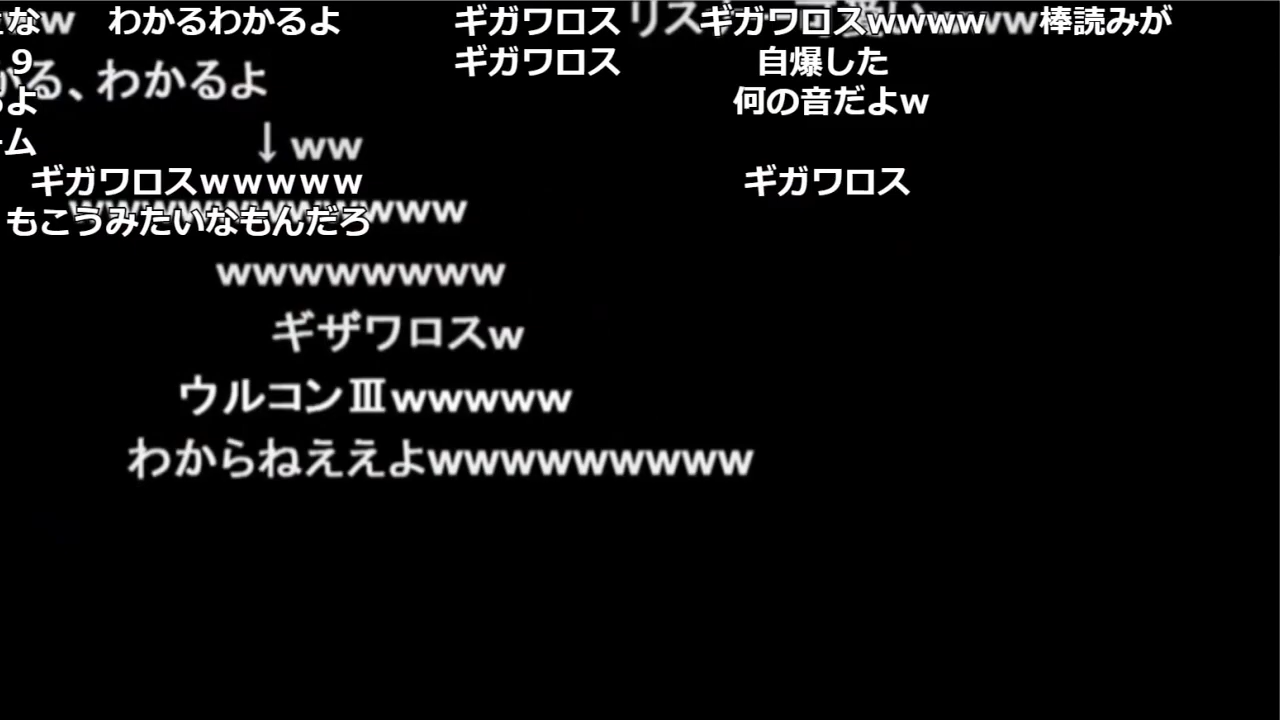 なw わかるわかるよ ギガワロス ギガワロスwwww 棒読みが
9 ギガワロス 自爆した
かる、わかるよ
よ 何の音だよw
ーム ↓ww
ギガワロスwwwww ギガワロス
もこうみたいなもんだろ
wwwwwwww
ギザワロスw
ウルコンⅢwwwww
わからねええよwwwwwwwww